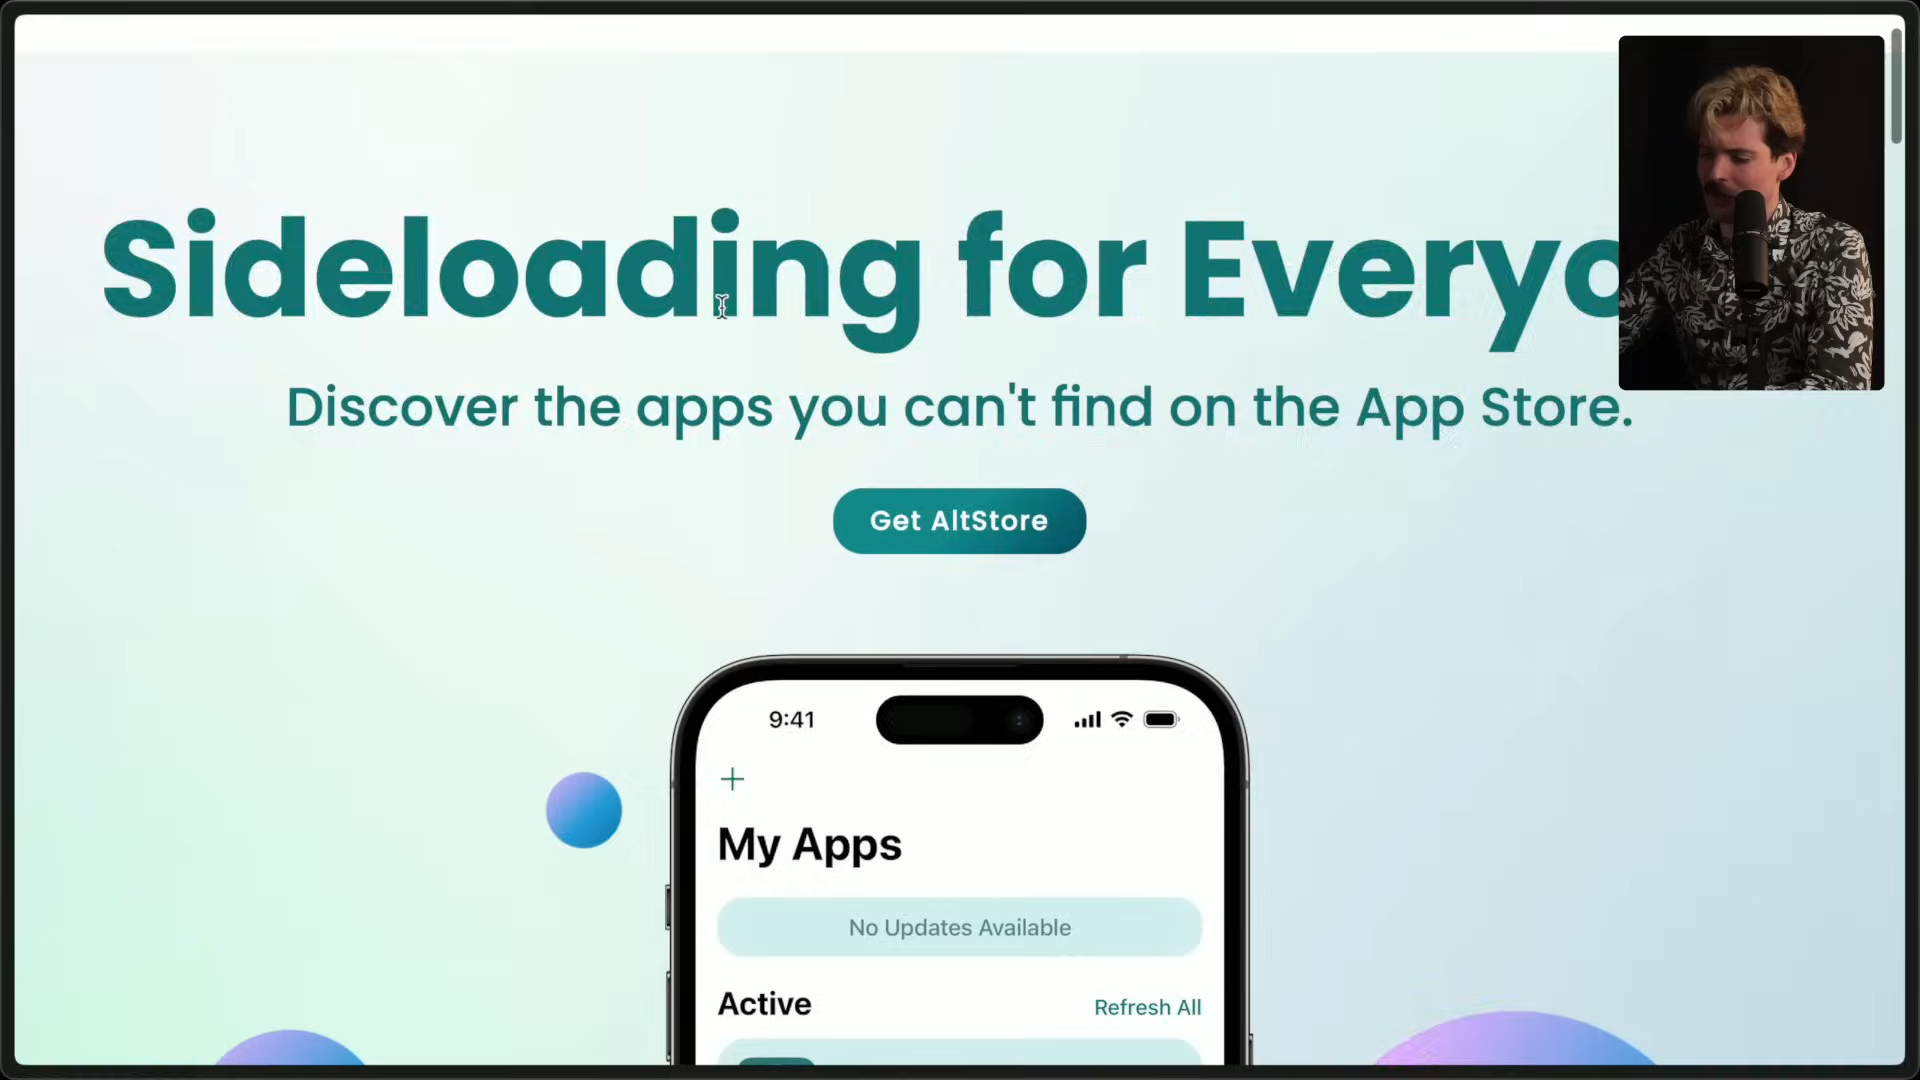 Sideloading for Everyo
Discover the apps you can't find on the App Store.
Get AltStore
9:41
My Apps
No Updates Available
Active
Refresh All